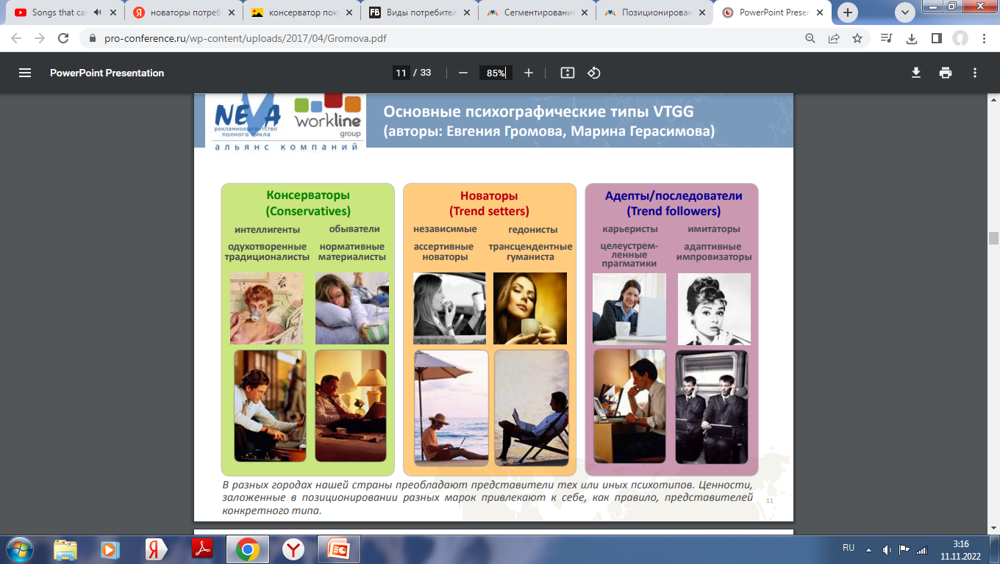 Songs that car
новаторы потреб
консерватор пок
Виды потребител
Сегментирование
Позиционирован
PowerPoint Presen
pro-conference.ru/wp-content/uploads/2017/04/Gromova.pdf
PowerPoint Presentation
11 / 33
85%
NEVA
рекламное агентство
полного цикла
workline
group
альянс компаний
Основные психографические типы VTGG
(авторы: Евгения Громова, Марина Герасимова)
Консерваторы
(Conservatives)
интеллигенты
обыватели
одухотворенные
традиционалисты
нормативные
материалисты
Новаторы
(Trend setters)
независимые
гедонисты
ассертивные
новаторы
трансцендентные
гуманиста
Адепты/последователи
(Trend followers)
карьеристы
имитаторы
целеустрем-
ленные
прагматики
адаптивные
импровизаторы
В разных городах нашей страны преобладают представители тех или иных психотипов. Ценности,
заложенные в позиционировании разных марок привлекают к себе, как правило, представителей
конкретного типа.
11
RU
3:16
11.11.2022